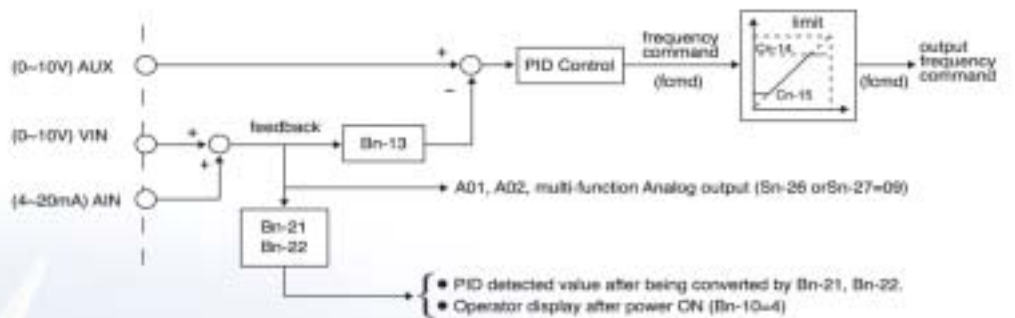 limit
Cn-14
Cn-15
(0~10V) AUX
+
−
PID Control
frequency
command
(fcmd)
(fcmd)
output
frequency
command
(0~10V) VIN
+
+
feedback
Bn-13
(4~20mA) AIN
A01, A02, multi-function Analog output (Sn-26 orSn-27=09)
Bn-21
Bn-22
● PID detected value after being converted by Bn-21, Bn-22.
● Operator display after power ON (Bn-10=4)